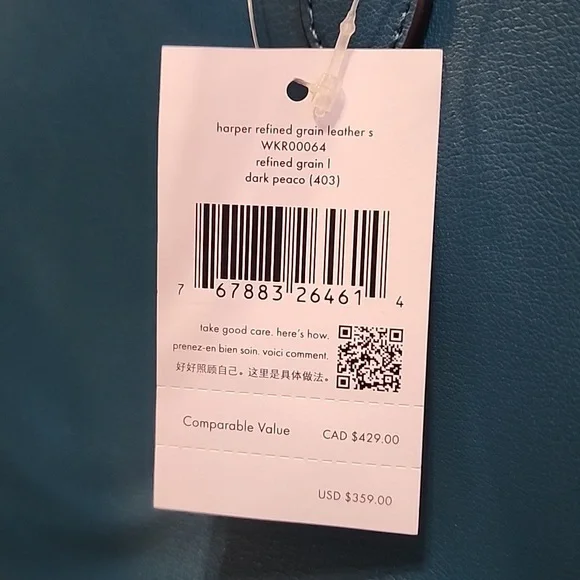 harper refined grain leather s
WKR00064
refined grain l
dark peaco (403)
7 67883 26461 4
take good care. here's how.
prenez-en bien soin. voici comment.
好好照顾自己。这里是具体做法。
Comparable Value CAD $429.00
USD $359.00